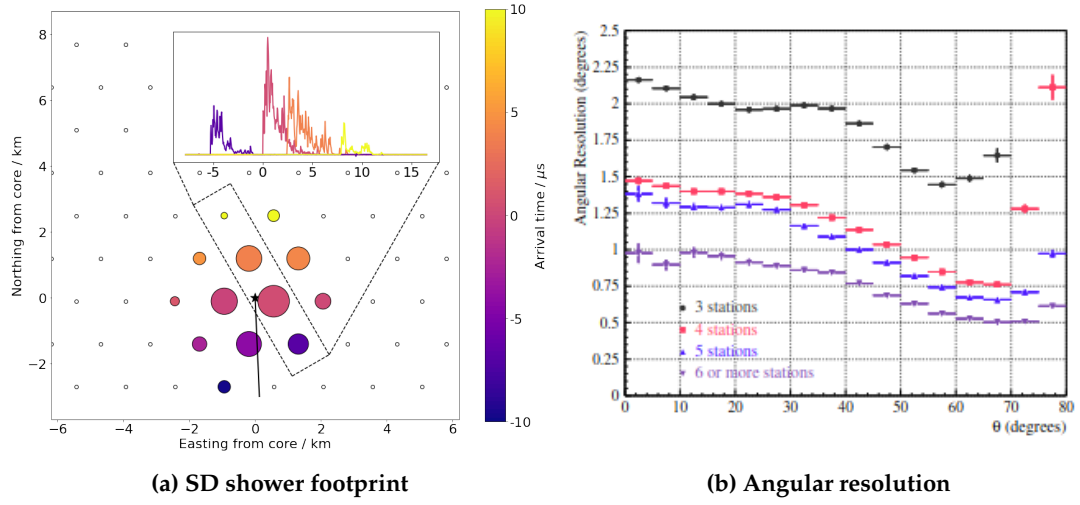 8
6
4
2
0
−2
−6 −4 −2 0 2 4 6
Northing from core / km
Easting from core / km
-5 0 5 10 15
10
5
0
-5
-10
Arrival time / μs
(a) SD shower footprint
2.5
2.25
2
1.75
1.5
1.25
1
0.75
0.5
0.25
0
0 10 20 30 40 50 60 70 80
Angular Resolution (degrees)
θ (degrees)
3 stations
4 stations
5 stations
6 or more stations
(b) Angular resolution